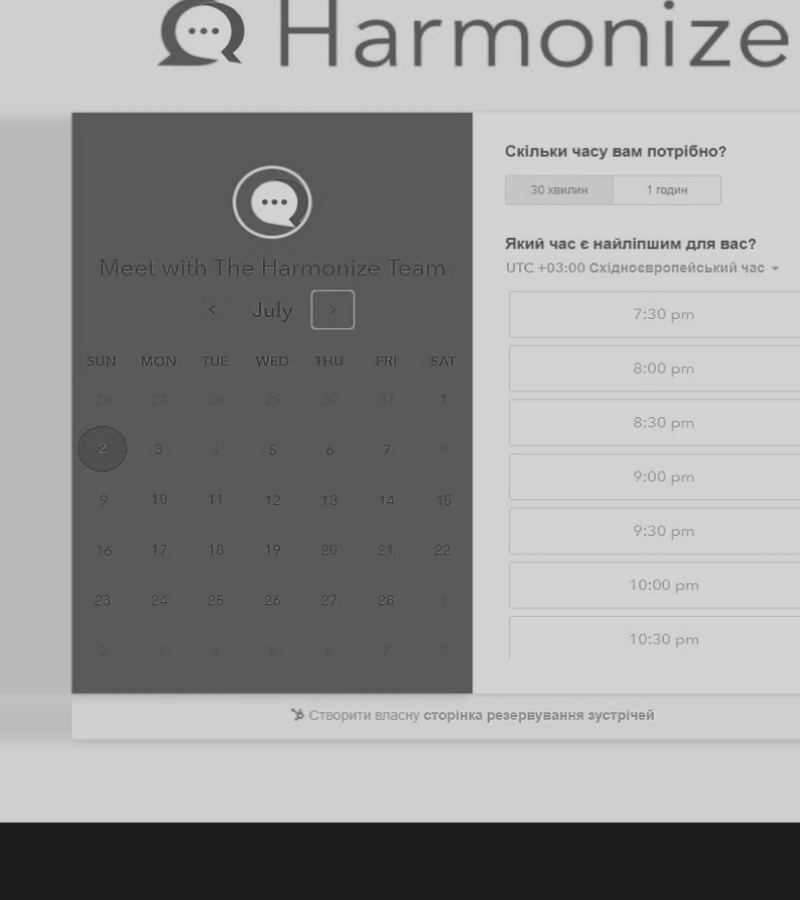 Harmonize
Meet with The Harmonize Team
July
SUN MON TUE WED THU FRI SAT
26 27 28 29 30 31 1
2 3 4 5 6 7 8
9 10 11 12 13 14 15
16 17 18 19 20 21 22
23 24 25 26 27 28 1
2 3 4 5 6 7 8
Скільки часу вам потрібно?
30 хвилин 1 годин
Який час є найліпшим для вас?
UTC +03:00 Східноєвропейський час
7:30 pm
8:00 pm
8:30 pm
9:00 pm
9:30 pm
10:00 pm
10:30 pm
Створити власну сторінка резервування зустрічей